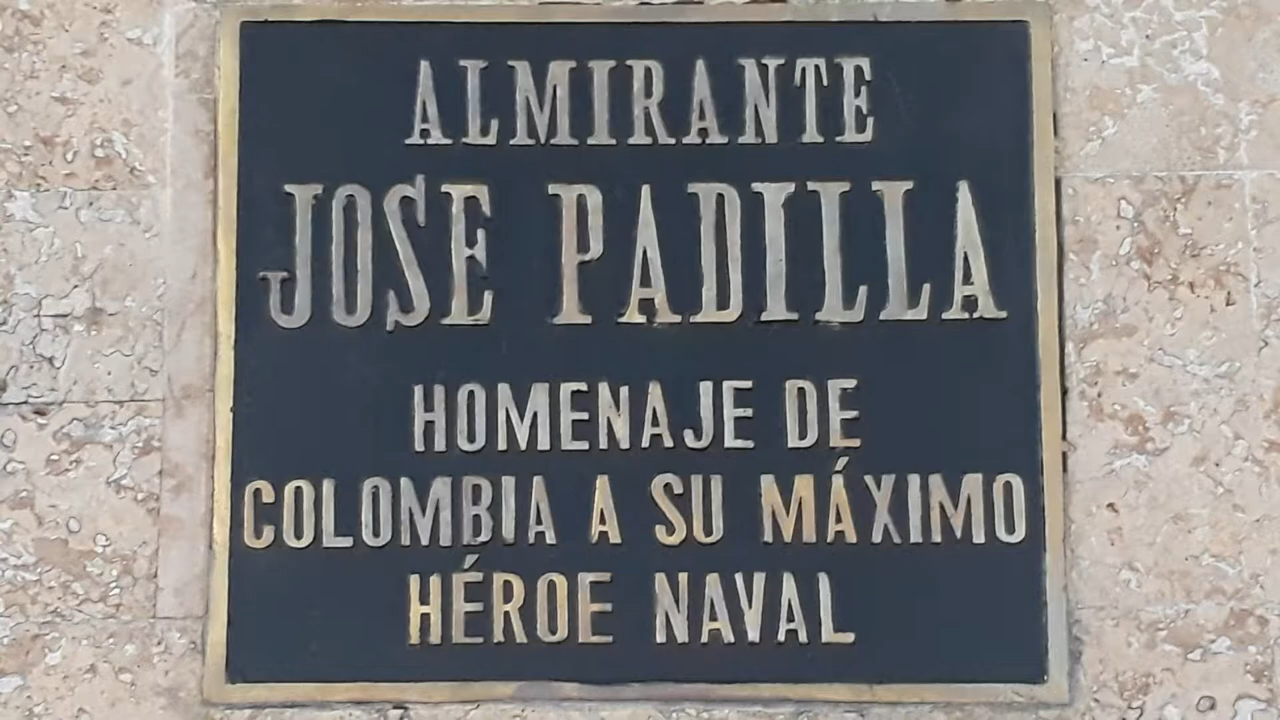 ALMIRANTE
JOSE PADILLA
HOMENAJE DE
COLOMBIA A SU MÁXIMO
HÉROE NAVAL